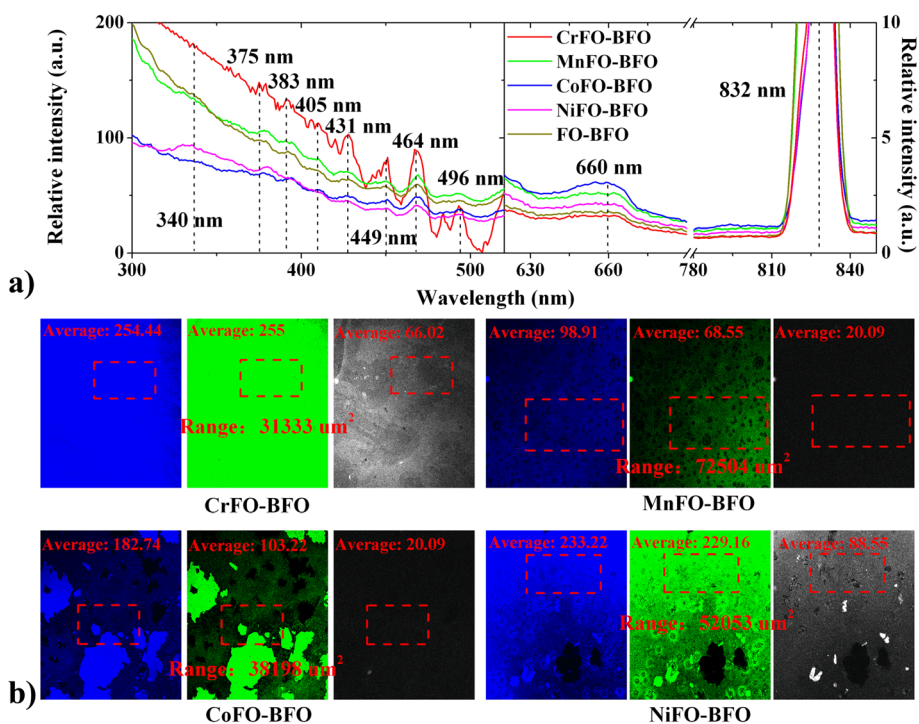 200
150
100
50
0
Relative intensity (a.u.)
375 nm
383 nm
405 nm
431 nm
464 nm
496 nm
340 nm
449 nm
CrFO-BFO
MnFO-BFO
CoFO-BFO
NiFO-BFO
FO-BFO
660 nm
832 nm
10
5
0
Relative intensity (a.u.)
300 400 500 630 660 780 810 840
Wavelength (nm)
a)
Average: 254.44 Average: 255 Average: 66.02
Range: 31333 um²
CrFO-BFO
Average: 98.91 Average: 68.55 Average: 20.09
Range: 72504 um²
MnFO-BFO
Average: 182.74 Average: 103.22 Average: 20.09
Range: 38198 um²
CoFO-BFO
Average: 233.22 Average: 229.16 Average: 88.55
Range: 52053 um²
NiFO-BFO
b)